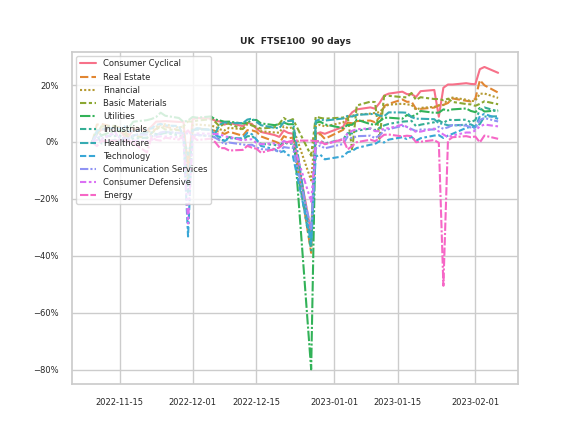 UK FTSE100 90 days
Consumer Cyclical
Real Estate
Financial
Basic Materials
Utilities
Industrials
Healthcare
Technology
Communication Services
Consumer Defensive
Energy
20%
0%
−20%
−40%
−60%
−80%
2022-11-15
2022-12-01
2022-12-15
2023-01-01
2023-01-15
2023-02-01